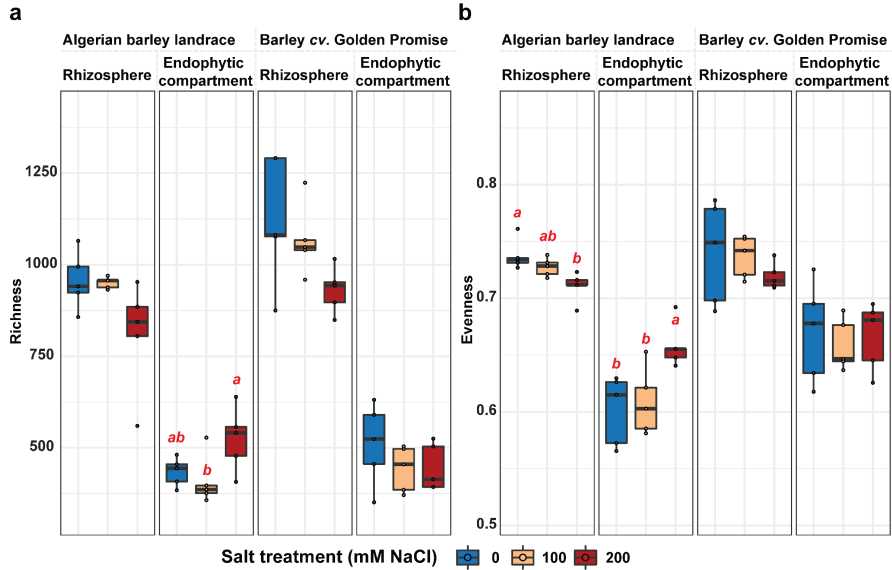 a
Algerian barley landrace
Barley cv. Golden Promise
Rhizosphere
Endophytic
compartment
Rhizosphere
Endophytic
compartment
Richness
1250
1000
750
500
ab
b
a
b
Algerian barley landrace
Barley cv. Golden Promise
Rhizosphere
Endophytic
compartment
Rhizosphere
Endophytic
compartment
Evenness
0.8
0.7
0.6
0.5
a
ab
b
b
b
a
Salt treatment (mM NaCl)
0
100
200